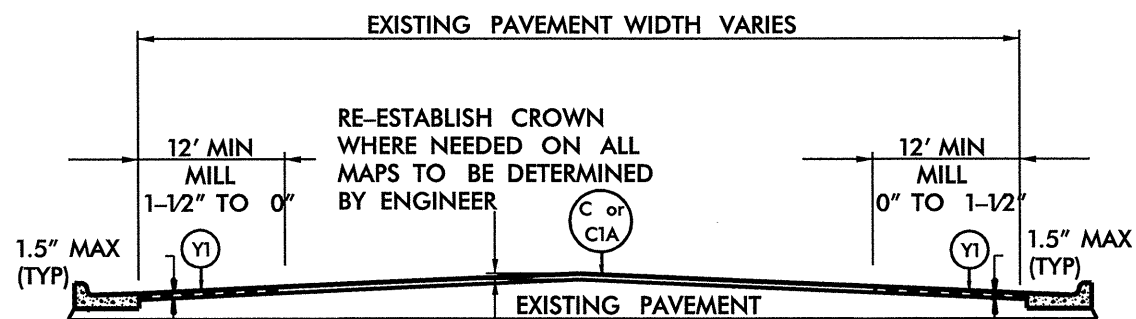 EXISTING PAVEMENT WIDTH VARIES
RE-ESTABLISH CROWN
WHERE NEEDED ON ALL
MAPS TO BE DETERMINED
BY ENGINEER
12' MIN
MILL
1-1/2" TO 0"
12' MIN
MILL
0" TO 1-1/2"
C or
C1A
1.5" MAX
(TYP)
Y1
Y1
1.5" MAX
(TYP)
EXISTING PAVEMENT